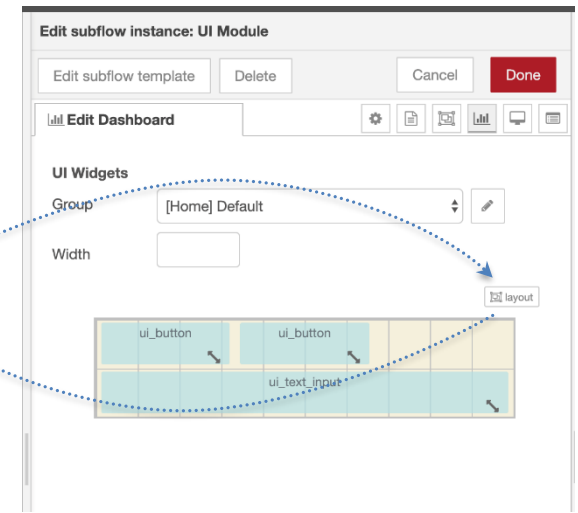 Edit subflow instance: UI Module
Edit subflow template Delete Cancel Done
Edit Dashboard
UI Widgets
Group [Home] Default
Width
layout
ui_button ui_button
ui_text_input